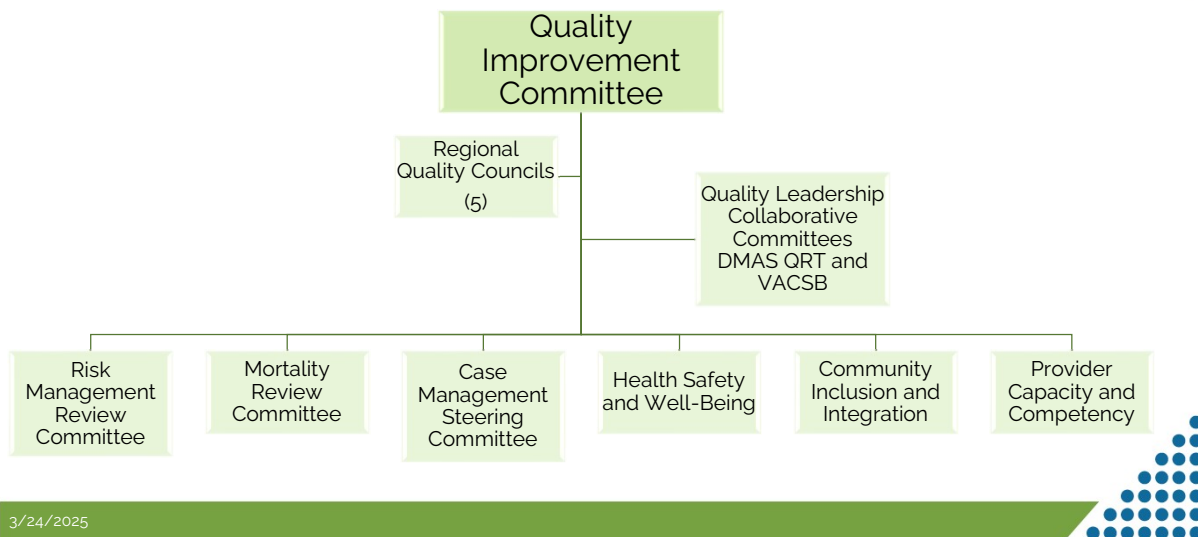 Quality
Improvement
Committee
Regional
Quality Councils
(5)
Quality Leadership
Collaborative
Committees
DMAS QRT and
VACSB
Risk
Management
Review
Committee
Mortality
Review
Committee
Case
Management
Steering
Committee
Health Safety
and Well-Being
Community
Inclusion and
Integration
Provider
Capacity and
Competency
3/24/2025